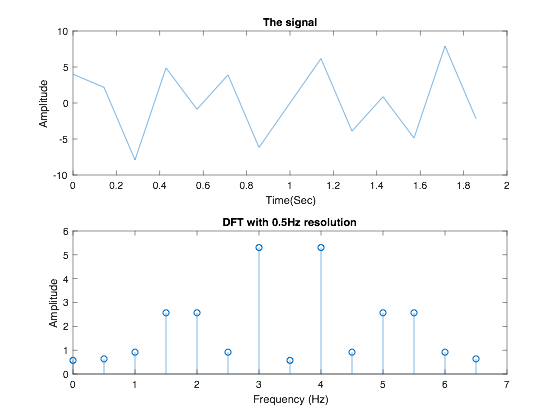 The signal
10
5
0
-5
-10
Amplitude
0 0.2 0.4 0.6 0.8 1 1.2 1.4 1.6 1.8 2
Time(Sec)
DFT with 0.5Hz resolution
6
5
4
3
2
1
0
Amplitude
0 1 2 3 4 5 6 7
Frequency (Hz)